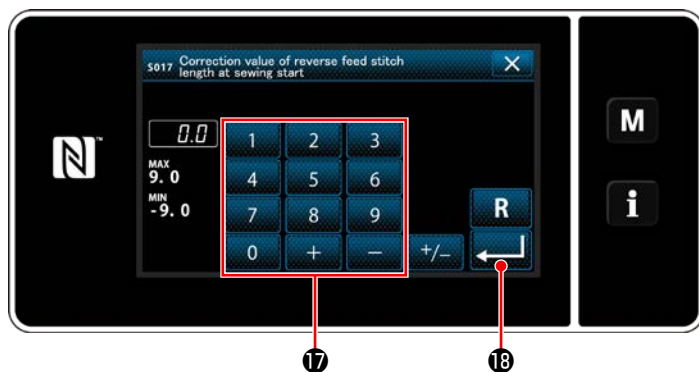 S017 Correction value of reverse feed stitch
length at sewing start
X
0.0
MAX
9. 0
MIN
-9. 0
1 2 3
4 5 6
7 8 9
0 + − +/−
R
N
M
i
⓱ ⓲